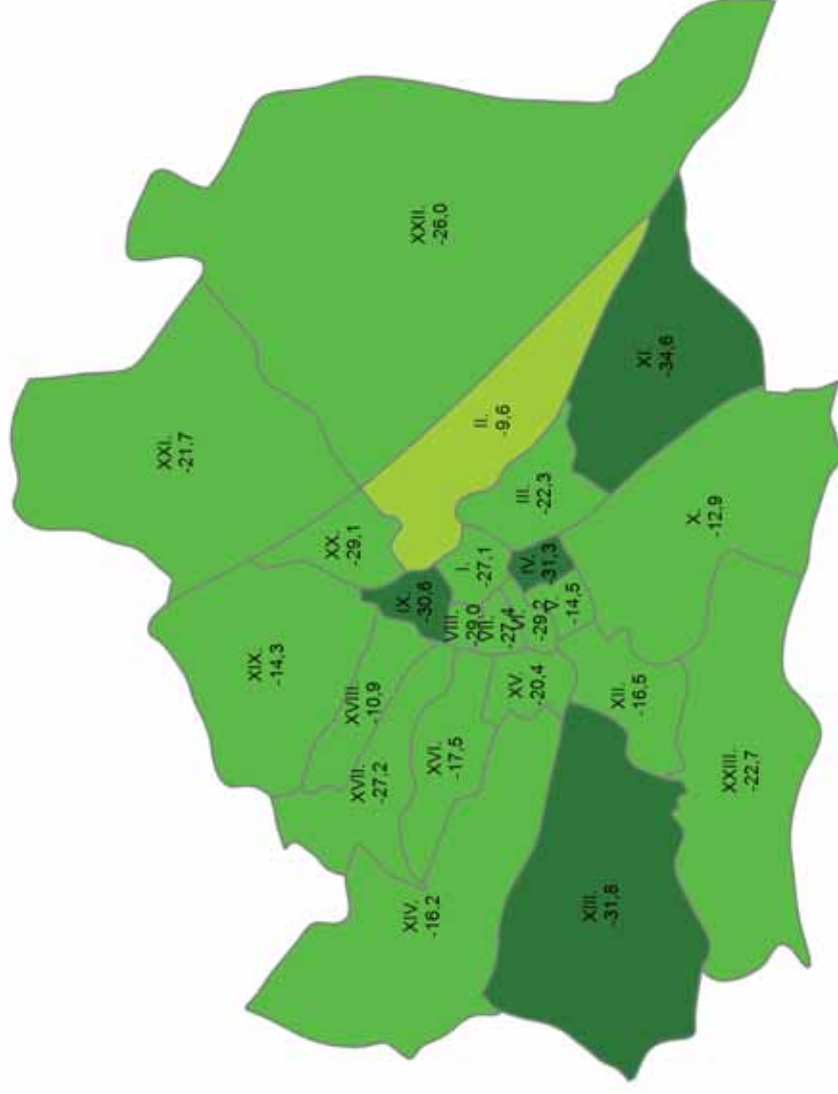 XXI.
-21,7
XXII.
-26,0
XX.
-29,1
II.
-9,6
XIX.
-14,3
IX.
-30,6
I.
-27,1
III.
-22,3
XI.
-34,6
XVIII.
-10,9
VIII.
-29,0
VII.
-27,4
VI.
-29,2
IV.
-31,3
V.
-14,5
X.
-12,9
XVII.
-27,2
XVI.
-17,5
XV.
-20,4
XII.
-16,5
XIV.
-16,2
XIII.
-31,8
XXIII.
-22,7